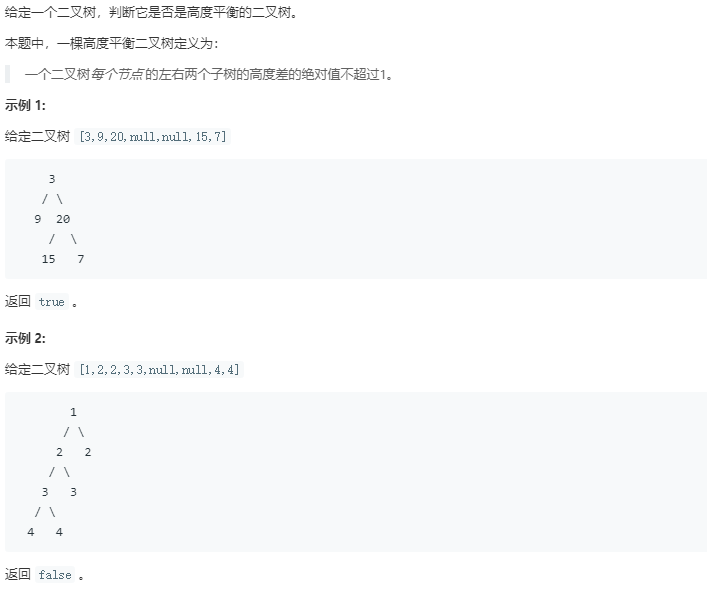 给定一个二叉树，判断它是否是高度平衡的二叉树。
本题中，一棵高度平衡二叉树定义为：
一个二叉树每个节点 的左右两个子树的高度差的绝对值不超过1。
示例 1:
给定二叉树 [3,9,20,null,null,15,7]
3
/ \
9 20
/ \
15 7
返回 true 。
示例 2:
给定二叉树 [1,2,2,3,3,null,null,4,4]
1
/ \
2 2
/ \
3 3
/ \
4 4
返回 false 。